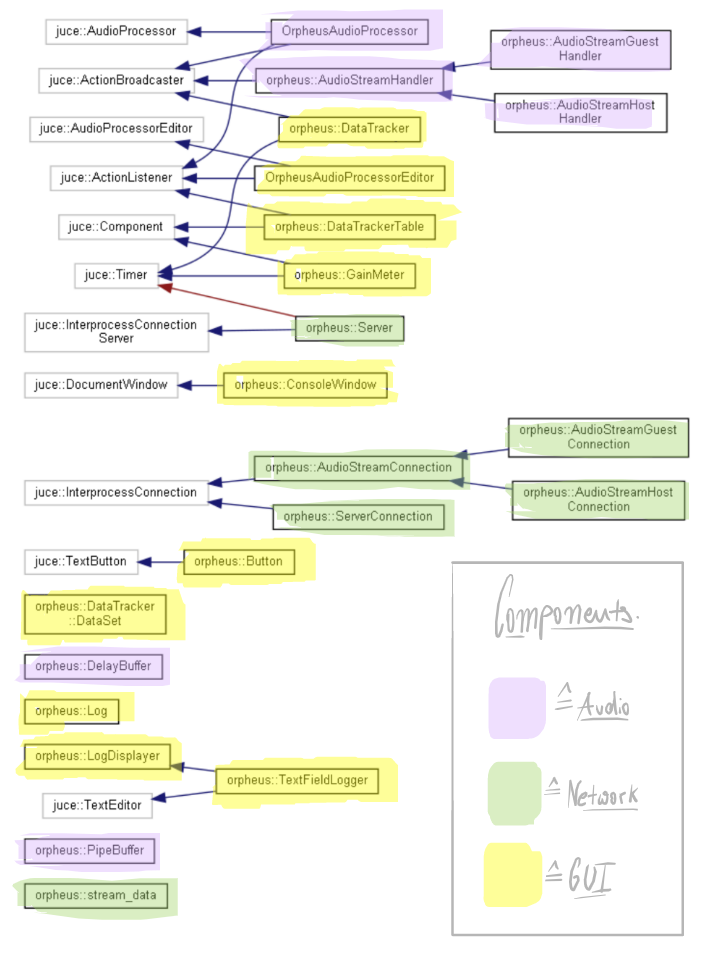 juce::AudioProcessor
OrpheusAudioProcessor
orpheus::AudioStreamGuest
Handler
juce::ActionBroadcaster
orpheus::AudioStreamHandler
orpheus::AudioStreamHost
Handler
juce::AudioProcessorEditor
orpheus::DataTracker
juce::ActionListener
OrpheusAudioProcessorEditor
juce::Component
orpheus::DataTrackerTable
juce::Timer
orpheus::GainMeter
juce::InterprocessConnection
Server
orpheus::Server
juce::DocumentWindow
orpheus::ConsoleWindow
orpheus::AudioStreamGuest
Connection
orpheus::AudioStreamConnection
juce::InterprocessConnection
orpheus::AudioStreamHost
Connection
orpheus::ServerConnection
juce::TextButton
orpheus::Button
orpheus::DataTracker
::DataSet
orpheus::DelayBuffer
orpheus::Log
orpheus::LogDisplayer
orpheus::TextFieldLogger
juce::TextEditor
orpheus::PipeBuffer
orpheus::stream_data
Components.
≙ Audio
≙ Network
≙ GUI